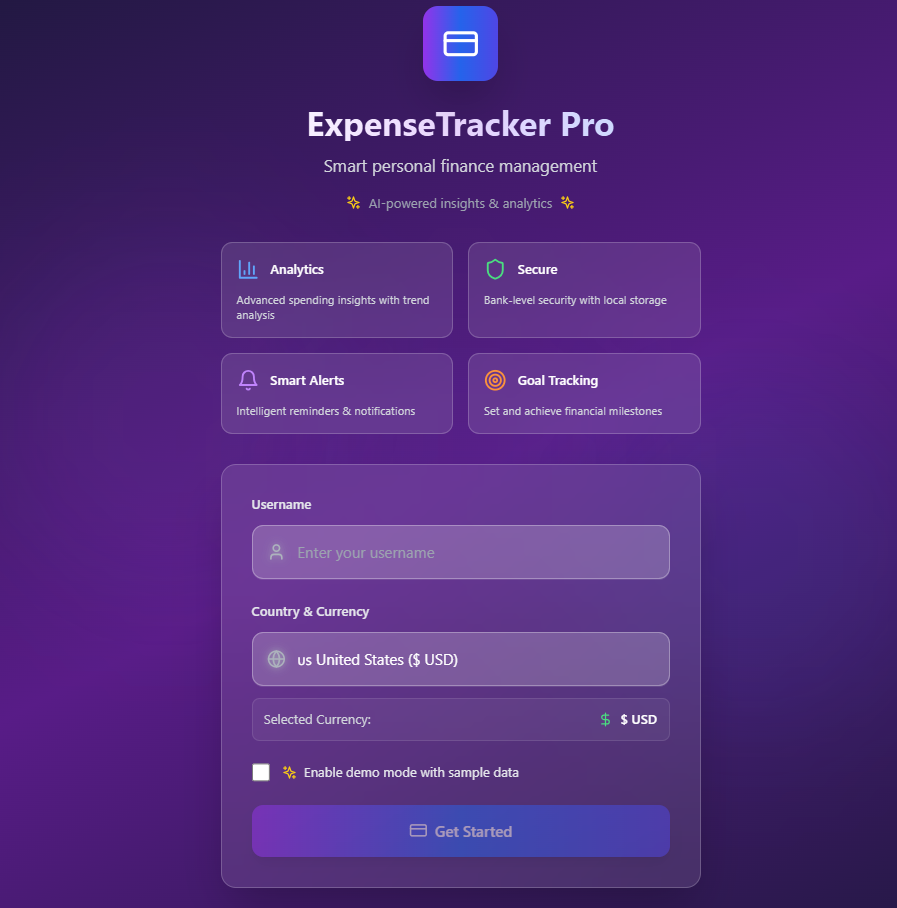 ExpenseTracker Pro
Smart personal finance management
AI-powered insights & analytics
Analytics
Advanced spending insights with trend
analysis
Secure
Bank-level security with local storage
Smart Alerts
Intelligent reminders & notifications
Goal Tracking
Set and achieve financial milestones
Username
Enter your username
Country & Currency
us United States ($ USD)
Selected Currency:
$ $ USD
Enable demo mode with sample data
Get Started